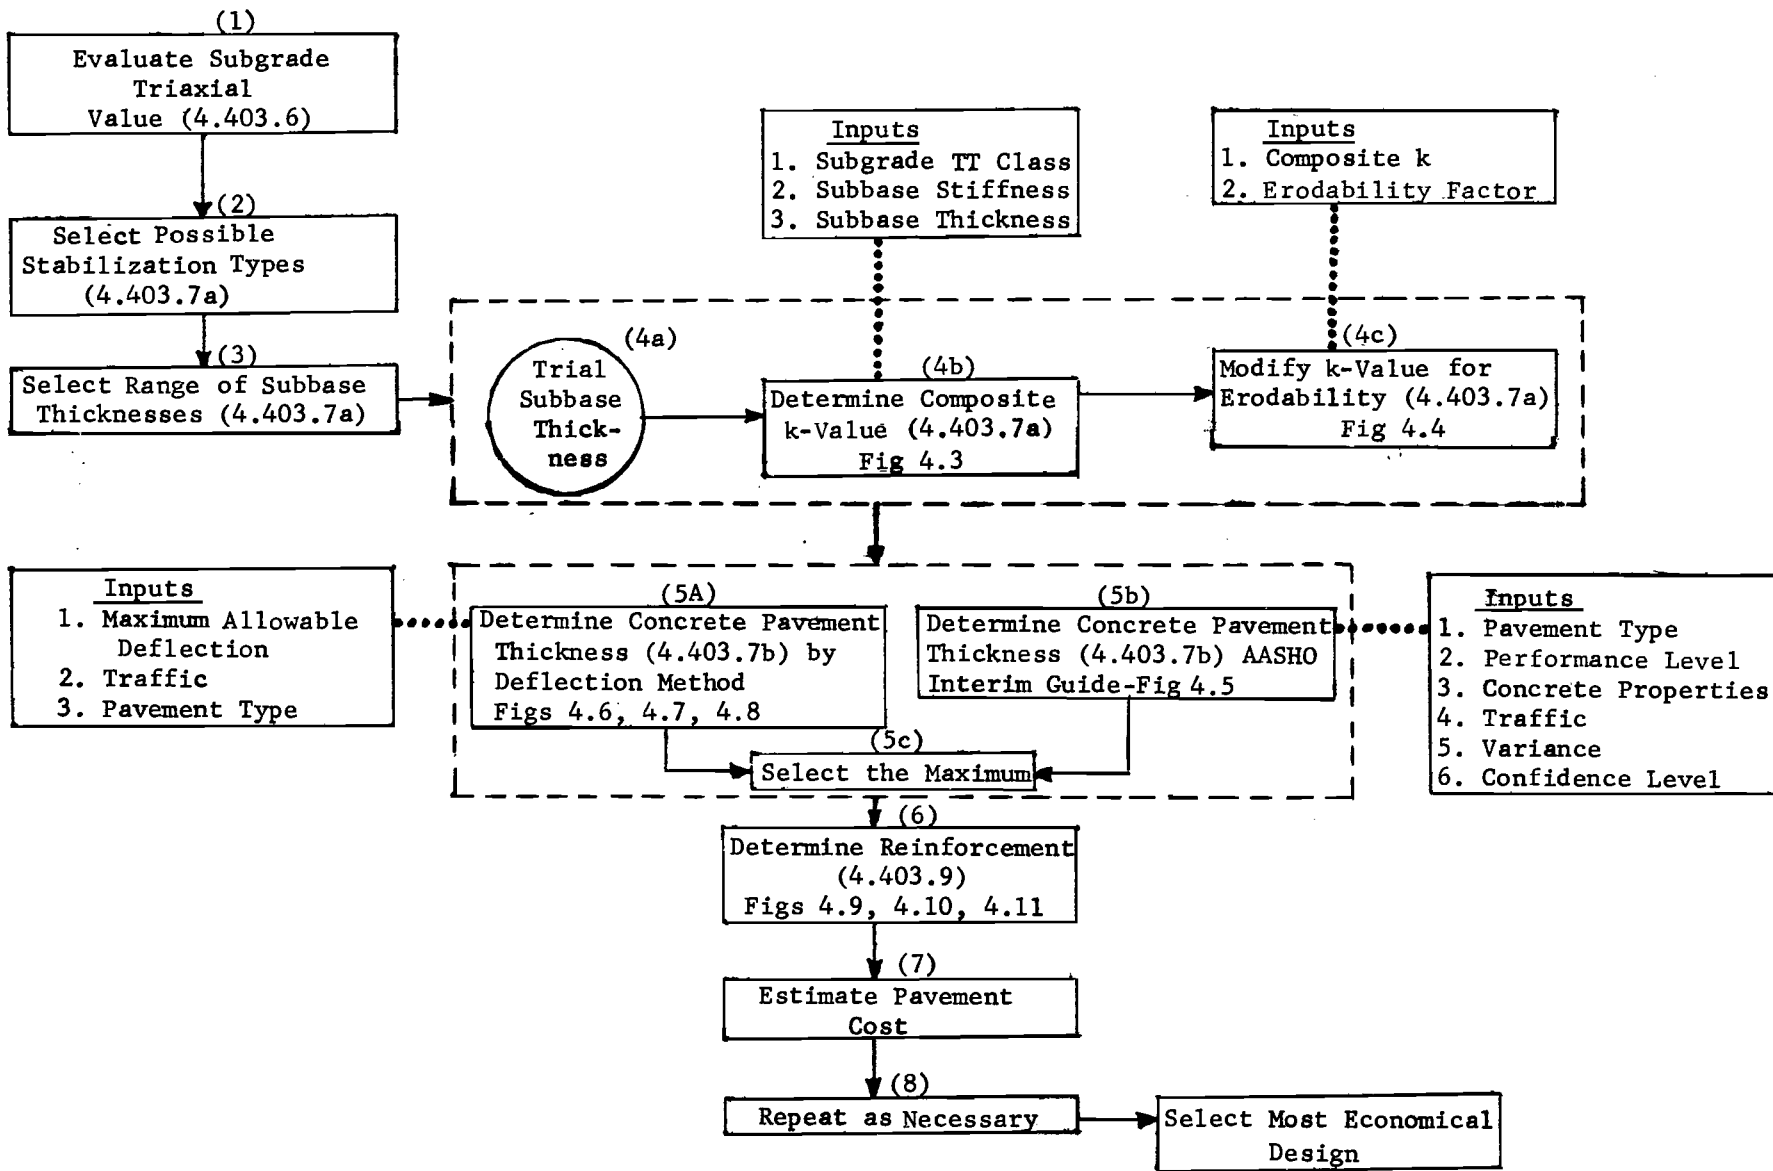 (1)
Evaluate Subgrade
Triaxial
Value (4.403.6)
(2)
Select Possible
Stabilization Types
(4.403.7a)
(3)
Select Range of Subbase
Thicknesses (4.403.7a)
Inputs
1. Subgrade TT Class
2. Subbase Stiffness
3. Subbase Thickness
Inputs
1. Composite k
2. Erodability Factor
(4a)
Trial
Subbase
Thick-
ness
(4b)
Determine Composite
k-Value (4.403.7a)
Fig 4.3
(4c)
Modify k-Value for
Erodability (4.403.7a)
Fig 4.4
Inputs
1. Maximum Allowable
Deflection
2. Traffic
3. Pavement Type
(5A)
Determine Concrete Pavement
Thickness (4.403.7b) by
Deflection Method
Figs 4.6, 4.7, 4.8
(5b)
Determine Concrete Pavement
Thickness (4.403.7b) AASHO
Interim Guide-Fig 4.5
Inputs
1. Pavement Type
2. Performance Level
3. Concrete Properties
4. Traffic
5. Variance
6. Confidence Level
(5c)
Select the Maximum
(6)
Determine Reinforcement
(4.403.9)
Figs 4.9, 4.10, 4.11
(7)
Estimate Pavement
Cost
(8)
Repeat as Necessary
Select Most Economical
Design